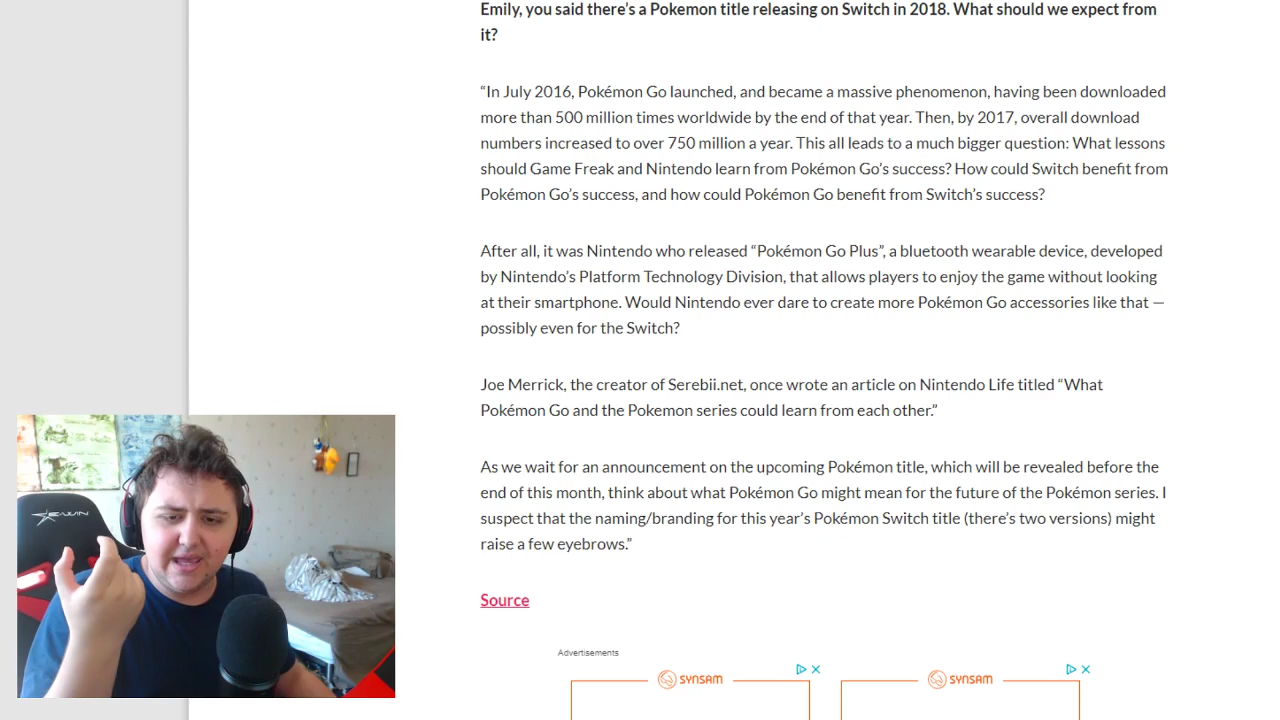 Emily, you said there’s a Pokemon title releasing on Switch in 2018. What should we expect from
it?
“In July 2016, Pokémon Go launched, and became a massive phenomenon, having been downloaded
more than 500 million times worldwide by the end of that year. Then, by 2017, overall download
numbers increased to over 750 million a year. This all leads to a much bigger question: What lessons
should Game Freak and Nintendo learn from Pokémon Go’s success? How could Switch benefit from
Pokémon Go’s success, and how could Pokémon Go benefit from Switch’s success?
After all, it was Nintendo who released “Pokémon Go Plus”, a bluetooth wearable device, developed
by Nintendo’s Platform Technology Division, that allows players to enjoy the game without looking
at their smartphone. Would Nintendo ever dare to create more Pokémon Go accessories like that —
possibly even for the Switch?
Joe Merrick, the creator of Serebii.net, once wrote an article on Nintendo Life titled “What
Pokémon Go and the Pokemon series could learn from each other.”
As we wait for an announcement on the upcoming Pokémon title, which will be revealed before the
end of this month, think about what Pokémon Go might mean for the future of the Pokémon series. I
suspect that the naming/branding for this year’s Pokémon Switch title (there’s two versions) might
raise a few eyebrows.”
Source
Advertisements
SYNSAM
SYNSAM